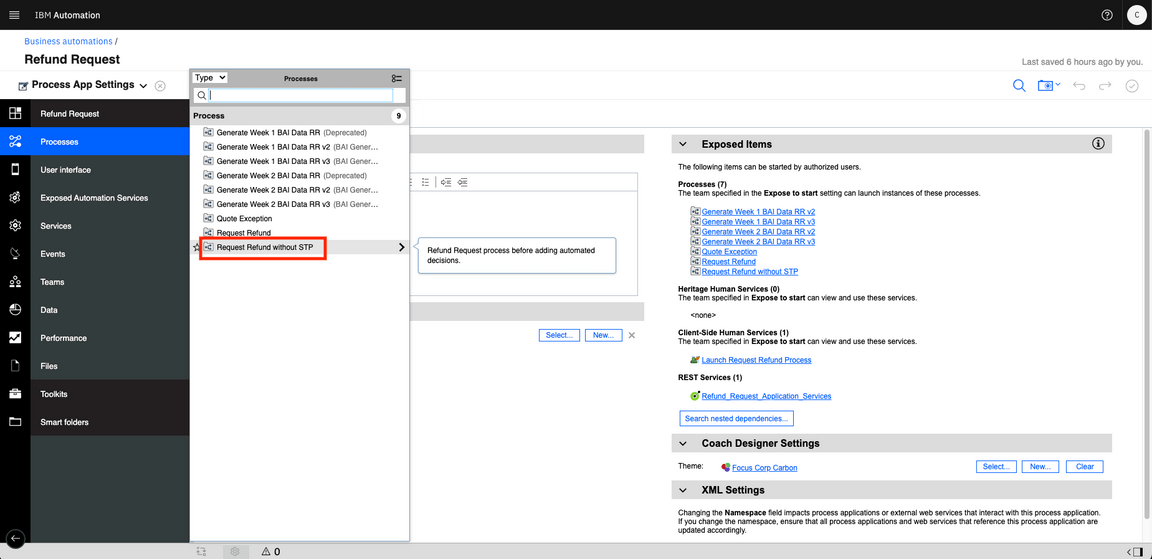 IBM Automation
C
Business automations /
Refund Request
Last saved 6 hours ago by you.
Process App Settings
Refund Request
Processes
User interface
Exposed Automation Services
Services
Events
Teams
Data
Performance
Files
Toolkits
Smart folders
Type
Processes
Process
9
Generate Week 1 BAI Data RR (Deprecated)
Generate Week 1 BAI Data RR v2 (BAI Gener...
Generate Week 1 BAI Data RR v3 (BAI Gener...
Generate Week 2 BAI Data RR (Deprecated)
Generate Week 2 BAI Data RR v2 (BAI Gener...
Generate Week 2 BAI Data RR v3 (BAI Gener...
Quote Exception
Request Refund
Request Refund without STP
Refund Request process before adding automated
decisions.
Select...
New...
Exposed Items
The following items can be started by authorized users.
Processes (7)
The team specified in the Expose to start setting can launch instances of these processes.
Generate Week 1 BAI Data RR v2
Generate Week 1 BAI Data RR v3
Generate Week 2 BAI Data RR v2
Generate Week 2 BAI Data RR v3
Quote Exception
Request Refund
Request Refund without STP
Heritage Human Services (0)
The team specified in Expose to start can view and use these services.
<none>
Client-Side Human Services (1)
The team specified in Expose to start can view and use these services.
Launch Request Refund Process
REST Services (1)
Refund_Request_Application_Services
Search nested dependencies...
Coach Designer Settings
Theme:
Focus Corp Carbon
Select...
New...
Clear
XML Settings
Changing the Namespace field impacts process applications or external web services that interact with this process application.
If you change the namespace, ensure that all process applications and web services that reference this process application are
updated accordingly.
0